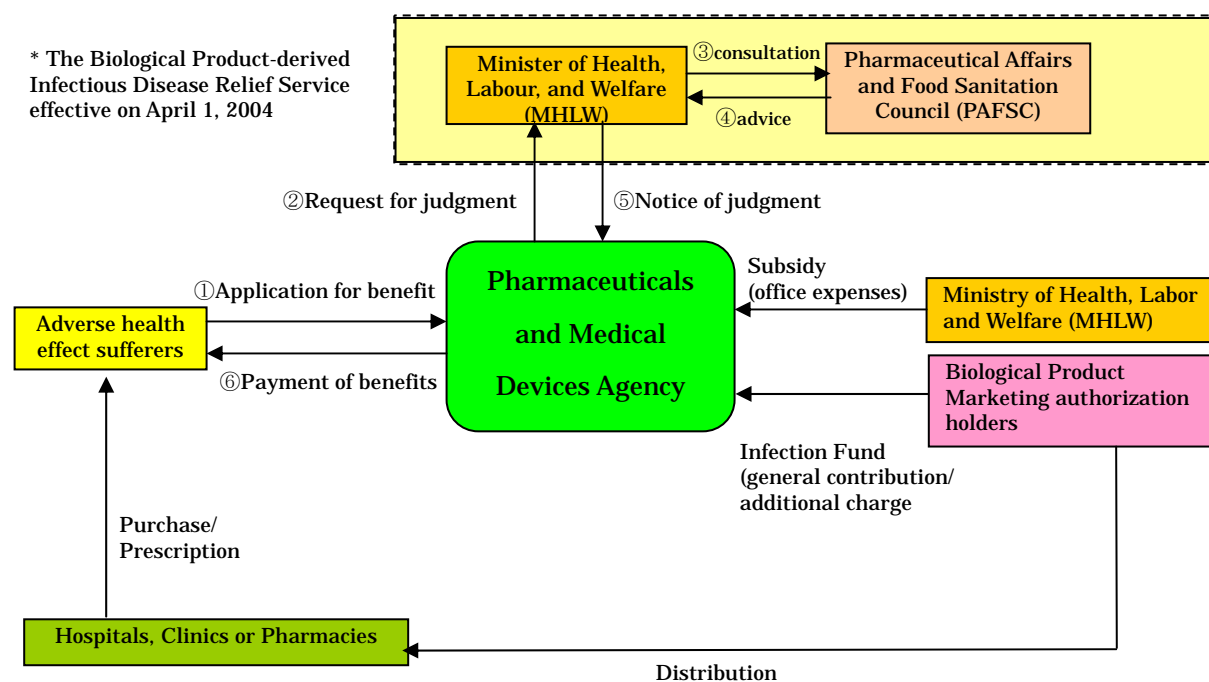 * The Biological Product-derived
Infectious Disease Relief Service
effective on April 1, 2004
Minister of Health,
Labour, and Welfare
(MHLW)
③consultation
④advice
Pharmaceutical Affairs
and Food Sanitation
Council (PAFSC)
②Request for judgment
⑤Notice of judgment
①Application for benefit
Adverse health
effect sufferers
⑥Payment of benefits
Pharmaceuticals
and Medical
Devices Agency
Subsidy
(office expenses)
Ministry of Health, Labor
and Welfare (MHLW)
Biological Product
Marketing authorization
holders
Infection Fund
(general contribution/
additional charge
Purchase/
Prescription
Hospitals, Clinics or Pharmacies
Distribution